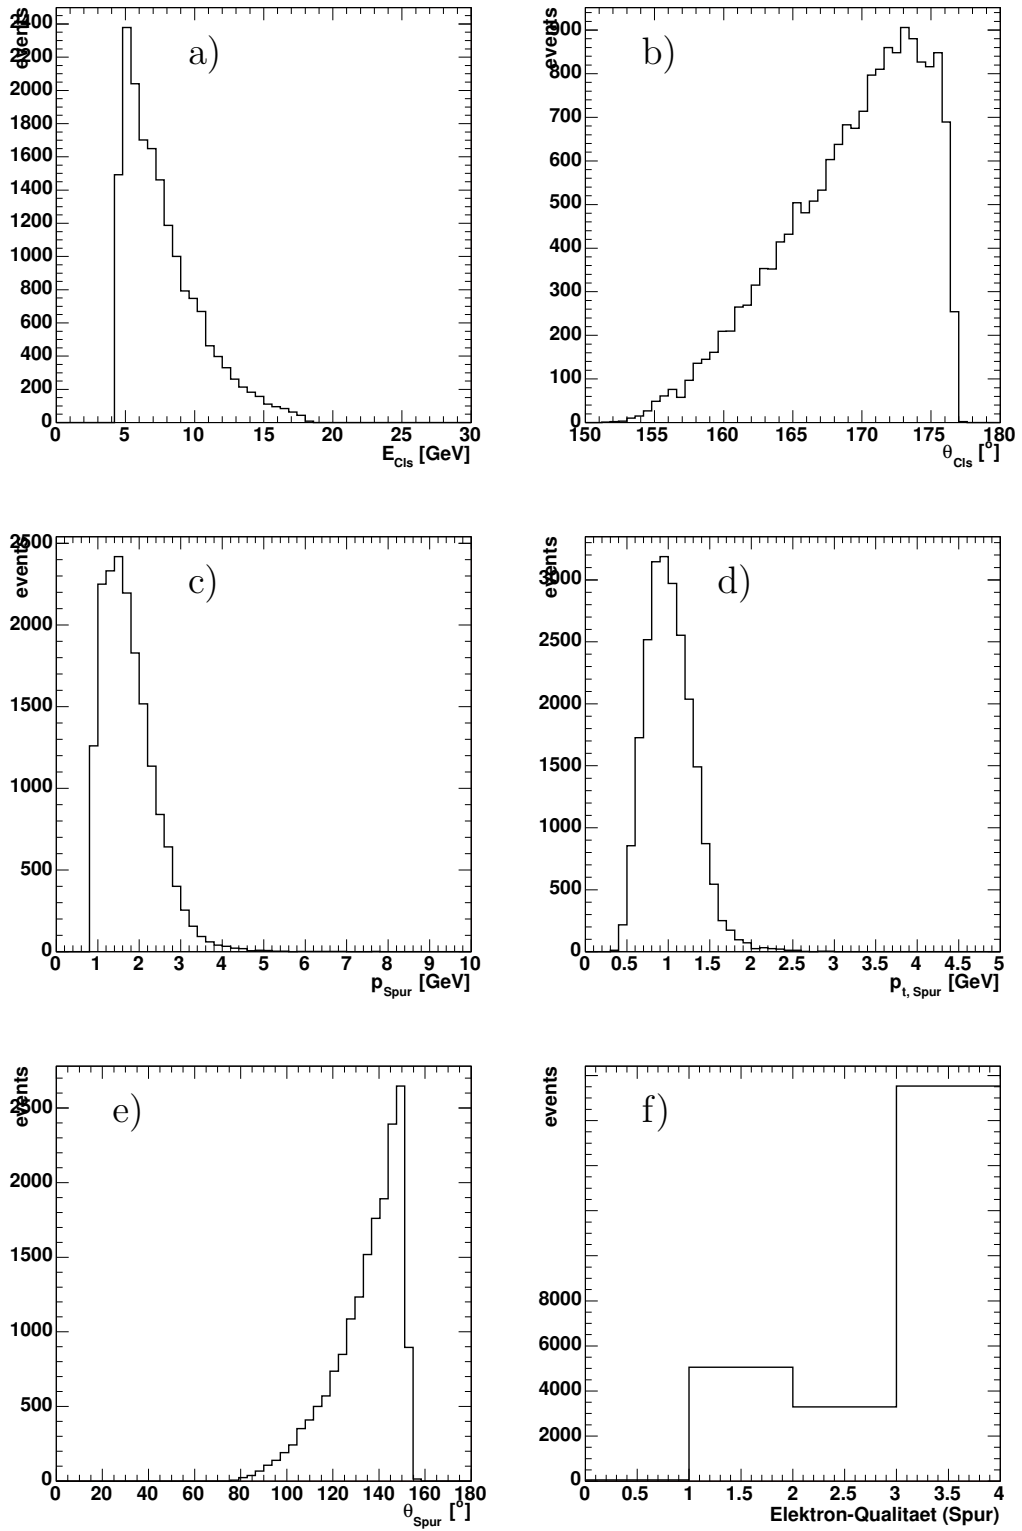 events
a)
2400
2200
2000
1800
1600
1400
1200
1000
800
600
400
200
0
0 5 10 15 20 25 30
E_Cls [GeV]
events
b)
900
800
700
600
500
400
300
200
100
0
150 155 160 165 170 175 180
θ_Cls [°]
events
c)
2500
2000
1500
1000
500
0
0 1 2 3 4 5 6 7 8 9 10
p_Spur [GeV]
events
d)
3000
2500
2000
1500
1000
500
0
0 0.5 1 1.5 2 2.5 3 3.5 4 4.5 5
p_t, Spur [GeV]
events
e)
2500
2000
1500
1000
500
0
0 20 40 60 80 100 120 140 160 180
θ_Spur [°]
events
f)
8000
6000
4000
2000
0
0 0.5 1 1.5 2 2.5 3 3.5 4
Elektron-Qualitaet (Spur)